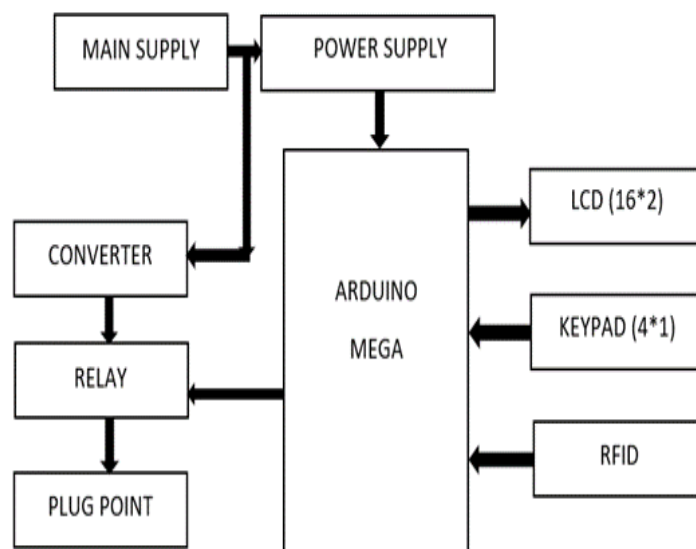 MAIN SUPPLY
POWER SUPPLY
LCD (16*2)
CONVERTER
ARDUINO
MEGA
KEYPAD (4*1)
RELAY
RFID
PLUG POINT